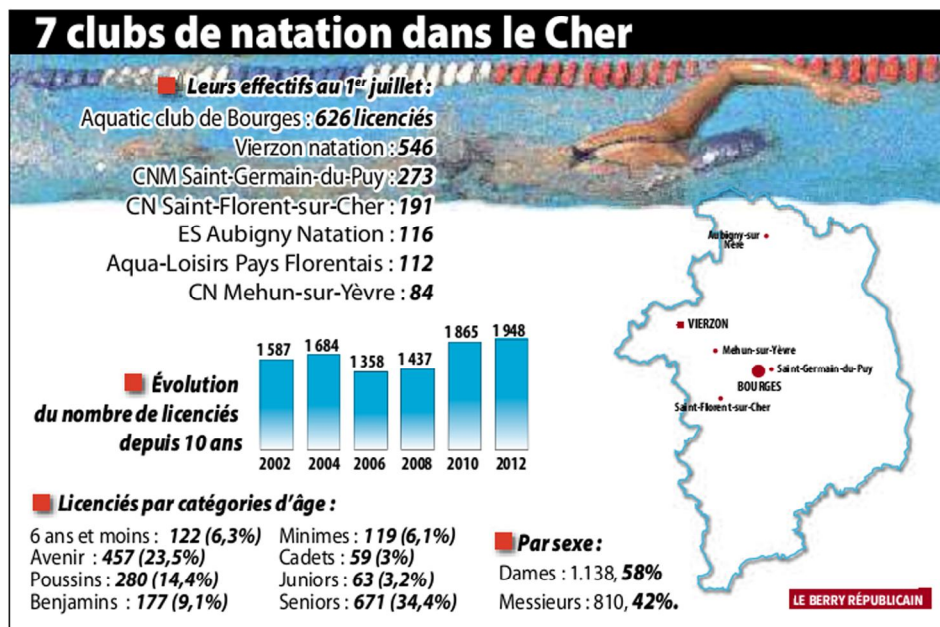 7 clubs de natation dans le Cher
Leurs effectifs au 1er juillet :
Aquatic club de Bourges : 626 licenciés
Vierzon natation : 546
CNM Saint-Germain-du-Puy : 273
CN Saint-Florent-sur-Cher : 191
ES Aubigny Natation : 116
Aqua-Loisirs Pays Florentais : 112
CN Mehun-sur-Yèvre : 84
Aubigny-sur
Nère
VIERZON
Mehun-sur-Yèvre
Saint-Germain-du-Puy
BOURGES
Saint-Florent-sur-Cher
Évolution
du nombre de licenciés
depuis 10 ans
1 587 1 684 1 358 1 437 1 865 1 948
2002 2004 2006 2008 2010 2012
Licenciés par catégories d'âge :
6 ans et moins : 122 (6,3%)
Avenir : 457 (23,5%)
Poussins : 280 (14,4%)
Benjamins : 177 (9,1%)
Minimes : 119 (6,1%)
Cadets : 59 (3%)
Juniors : 63 (3,2%)
Seniors : 671 (34,4%)
Par sexe :
Dames : 1.138, 58%
Messieurs : 810, 42%.
LE BERRY RÉPUBLICAIN